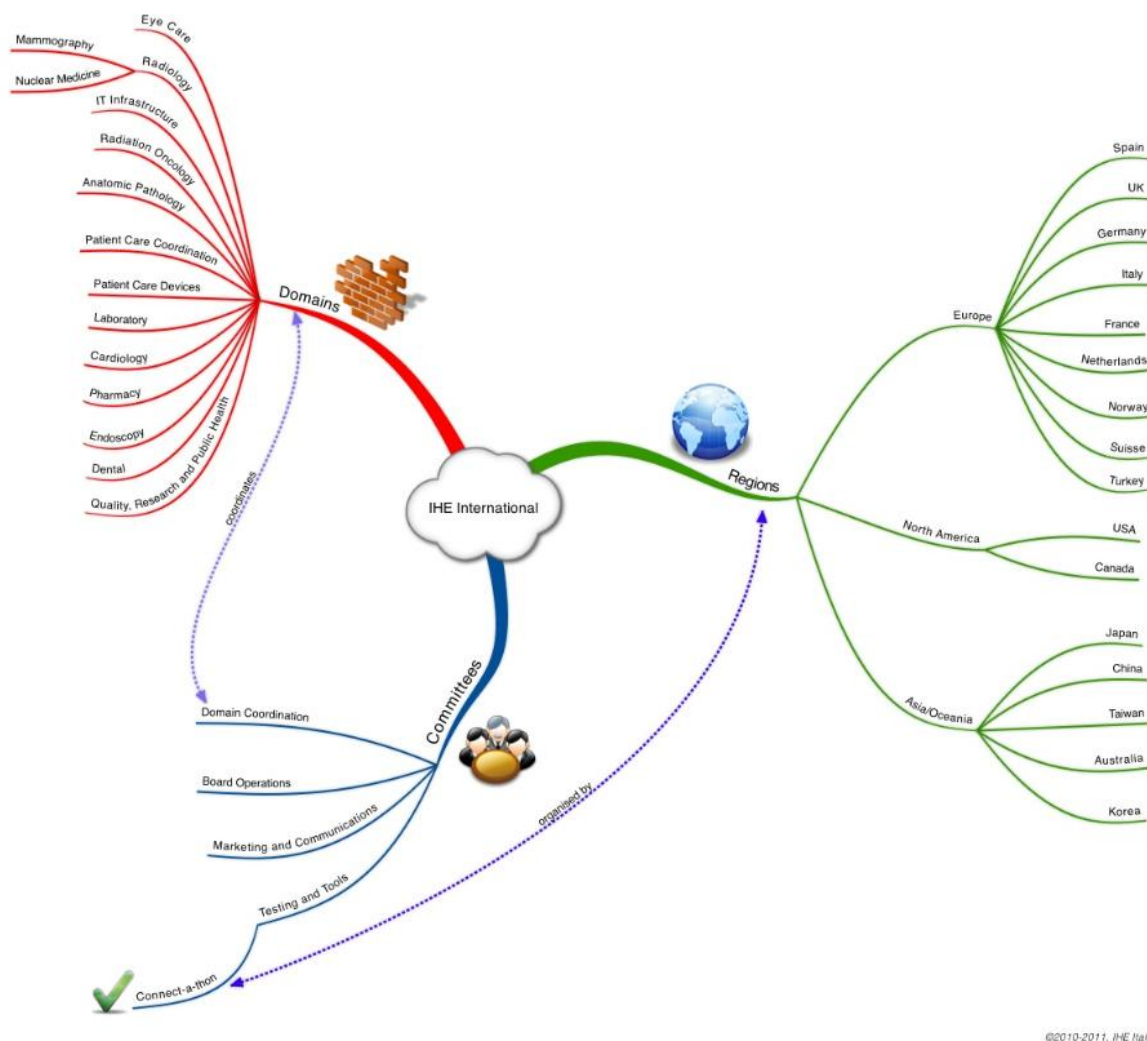 Eye Care
Mammography
Radiology
Nuclear Medicine
IT Infrastructure
Radiation Oncology
Anatomic Pathology
Patient Care Coordination
Patient Care Devices
Laboratory
Cardiology
Pharmacy
Endoscopy
Dental
Quality, Research and Public Health
Domains
coordinates
IHE International
Regions
Europe
Spain
UK
Germany
Italy
France
Netherlands
Norway
Suisse
Turkey
North America
USA
Canada
Asia/Oceania
Japan
China
Taiwan
Australia
Korea
Committees
Domain Coordination
Board Operations
Marketing and Communications
Testing and Tools
Connect-a-thon
organised by
©2010-2011, IHE